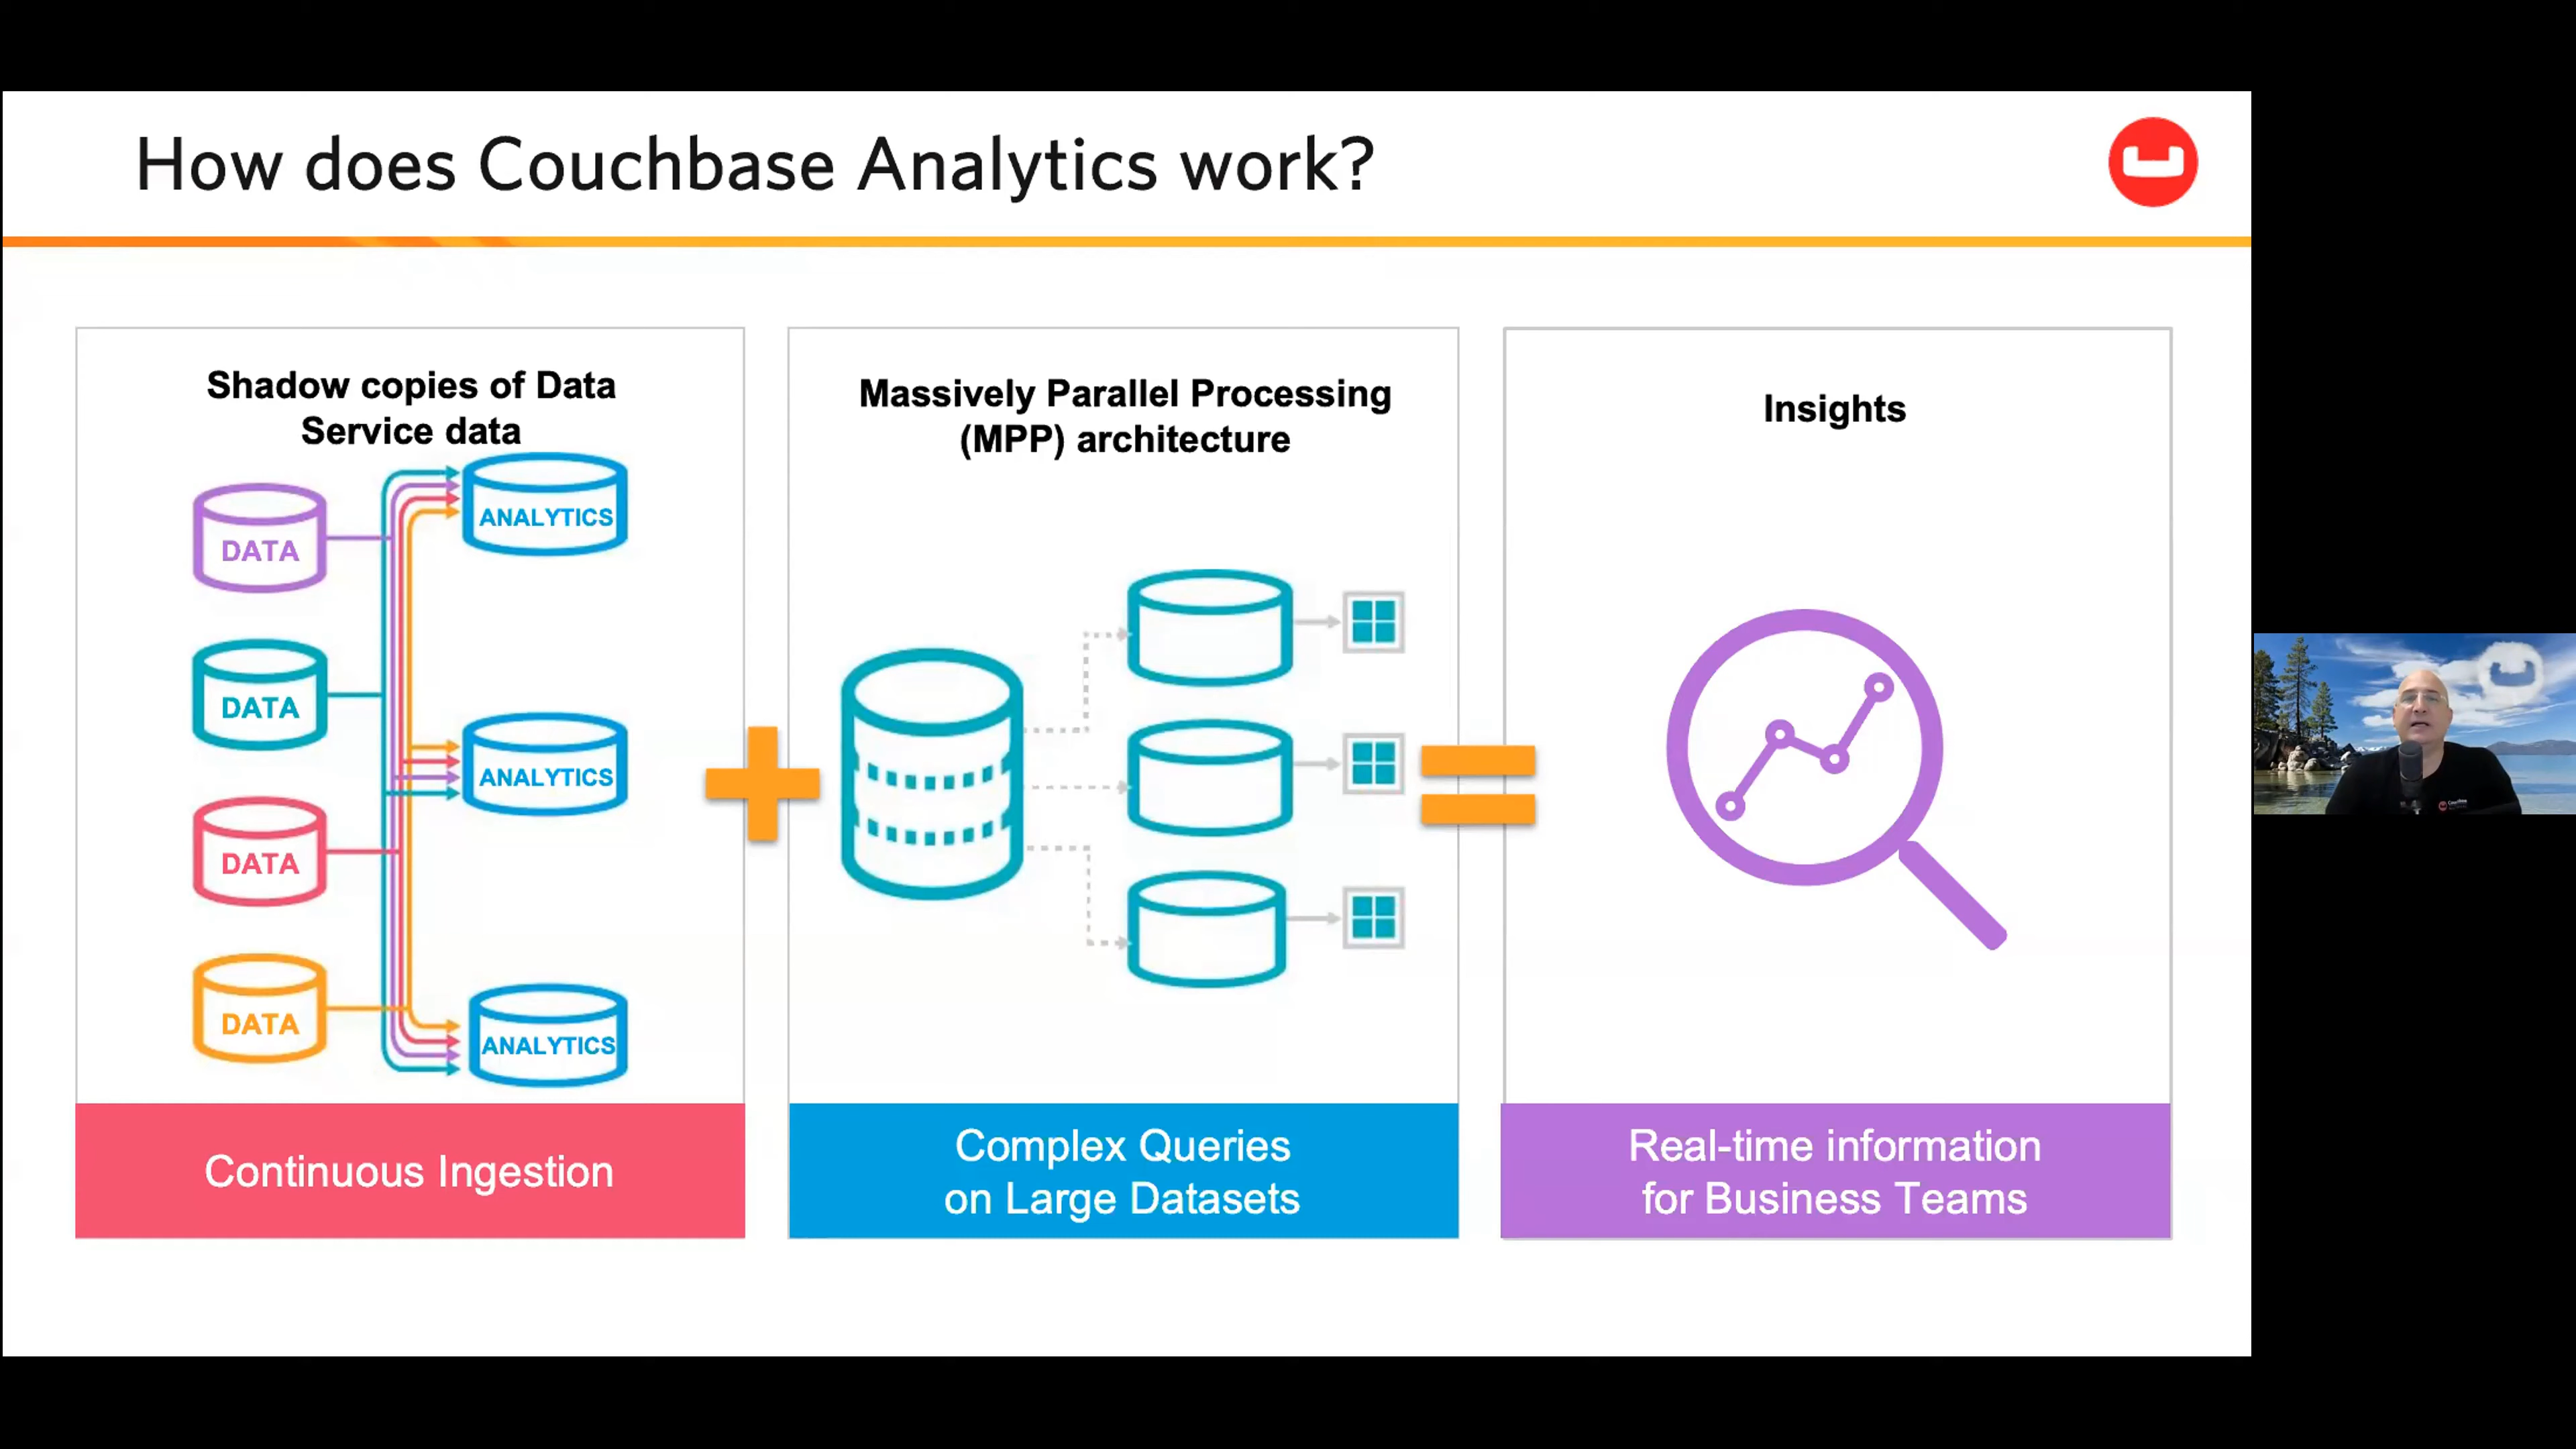 How does Couchbase Analytics work?
Shadow copies of Data
Service data
DATA
DATA
DATA
DATA
ANALYTICS
ANALYTICS
ANALYTICS
Continuous Ingestion
Massively Parallel Processing
(MPP) architecture
Complex Queries
on Large Datasets
Insights
Real-time information
for Business Teams